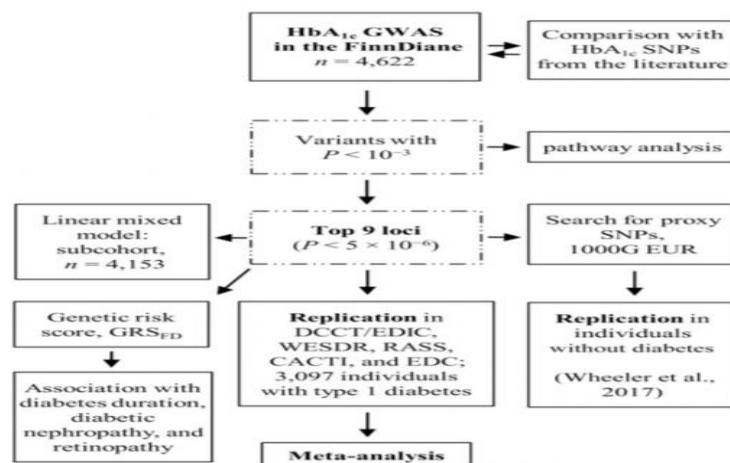 HbA1c GWAS
in the FinnDiane
n = 4,622
Comparison with
HbA1c SNPs
from the literature
Variants with
P < 10⁻³
pathway analysis
Linear mixed
model:
subcohort,
n = 4,153
Top 9 loci
(P < 5 × 10⁻⁶)
Search for proxy
SNPs,
1000G EUR
Genetic risk
score, GRSFD
Replication in
DCCT/EDIC,
WESDR, RASS,
CACTI, and EDC;
3,097 individuals
with type 1 diabetes
Replication in
individuals
without diabetes
(Wheeler et al.,
2017)
Association with
diabetes duration,
diabetic
nephropathy, and
retinopathy
Meta-analysis